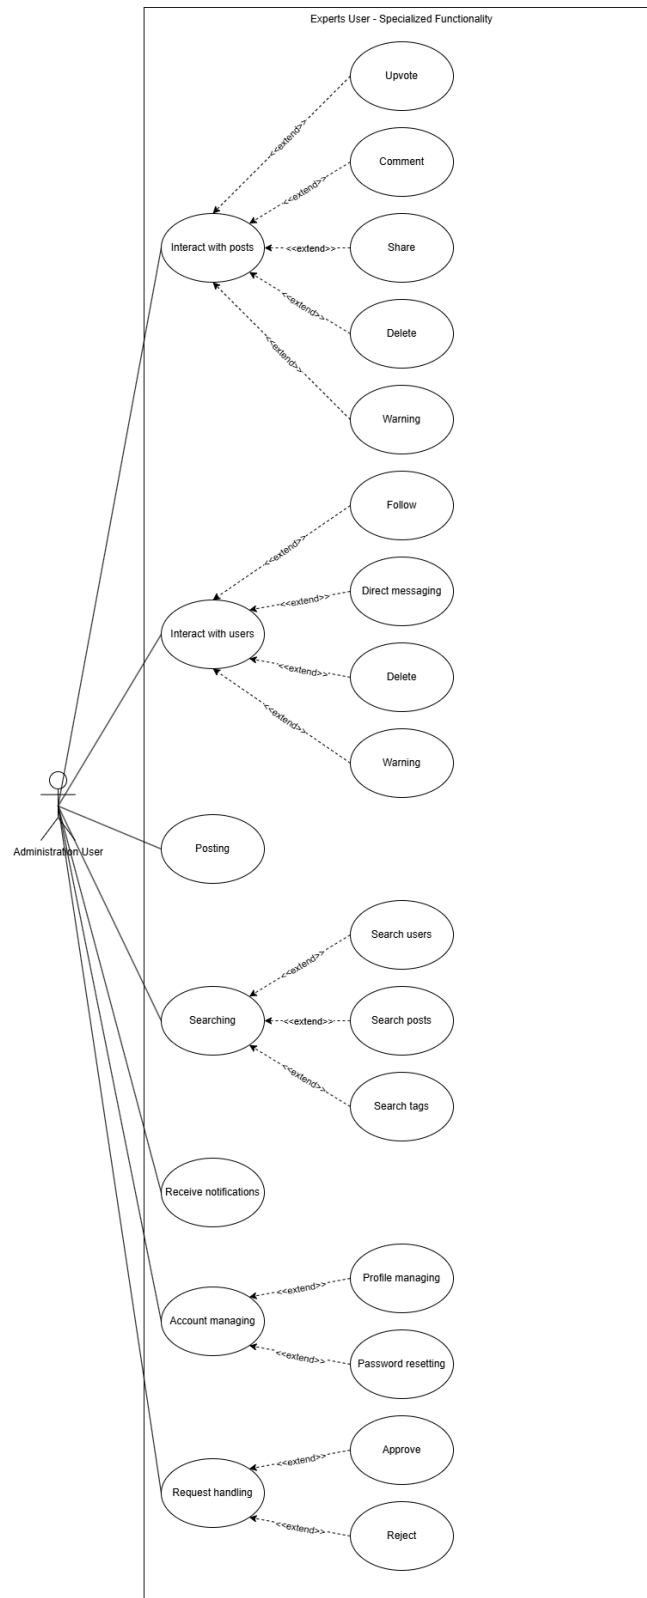 Experts User - Specialized Functionality
Upvote
<<extend>>
Comment
<<extend>>
Interact with posts
<<extend>>
Share
<<extend>>
Delete
<<extend>>
Warning
Follow
<<extend>>
Direct messaging
<<extend>>
Interact with users
<<extend>>
Delete
<<extend>>
Warning
Administration User
Posting
Search users
<<extend>>
Searching
<<extend>>
Search posts
<<extend>>
Search tags
Receive notifications
Profile managing
<<extend>>
Account managing
<<extend>>
Password resetting
Approve
<<extend>>
Request handling
<<extend>>
Reject